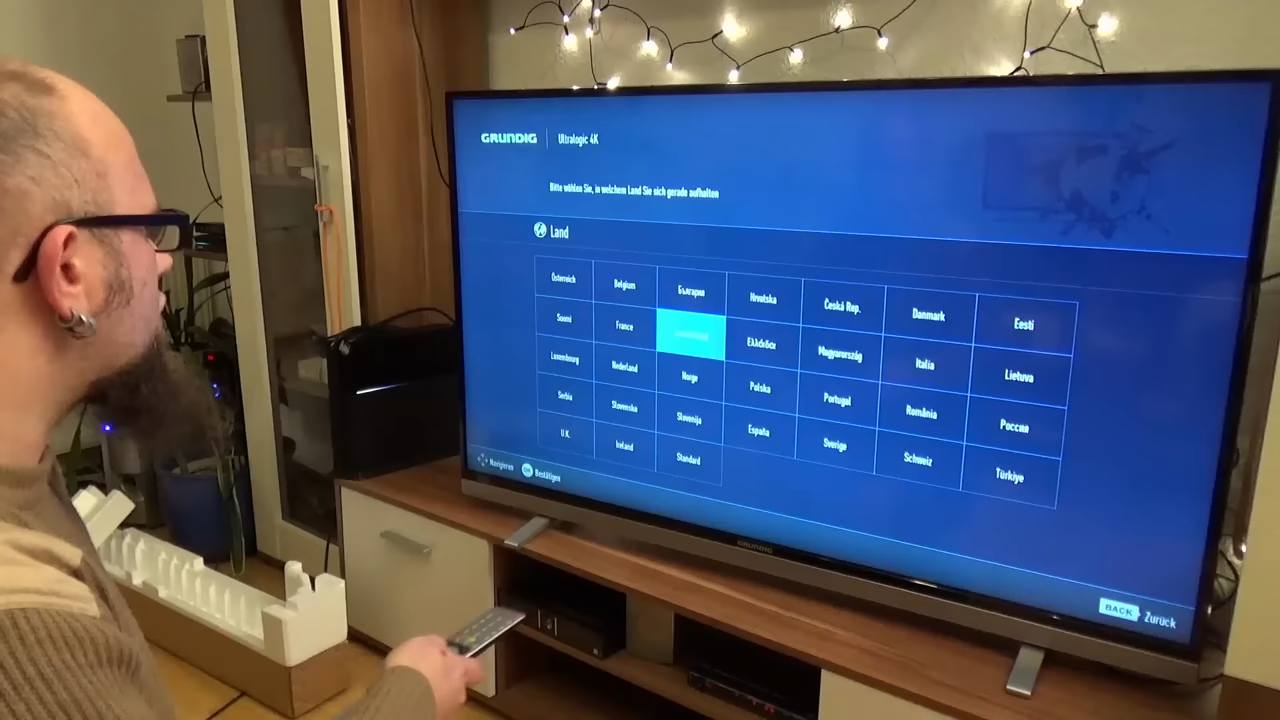 GRUNDIG Ultralogic 4K
Bitte wählen Sie, in welchem Land Sie sich gerade aufhalten
Land
Österreich Belgium България Hrvatska Česká Rep. Danmark Eesti
Suomi France Ελλάδα Magyarország Italia Lietuva
Luxembourg Nederland Norge Polska Portugal România Россия
Serbia Slovensko Slovenija España Sverige Schweiz Türkiye
U.K. Ireland Standard
Navigieren OK Bestätigen
BACK Zurück
GRUNDIG